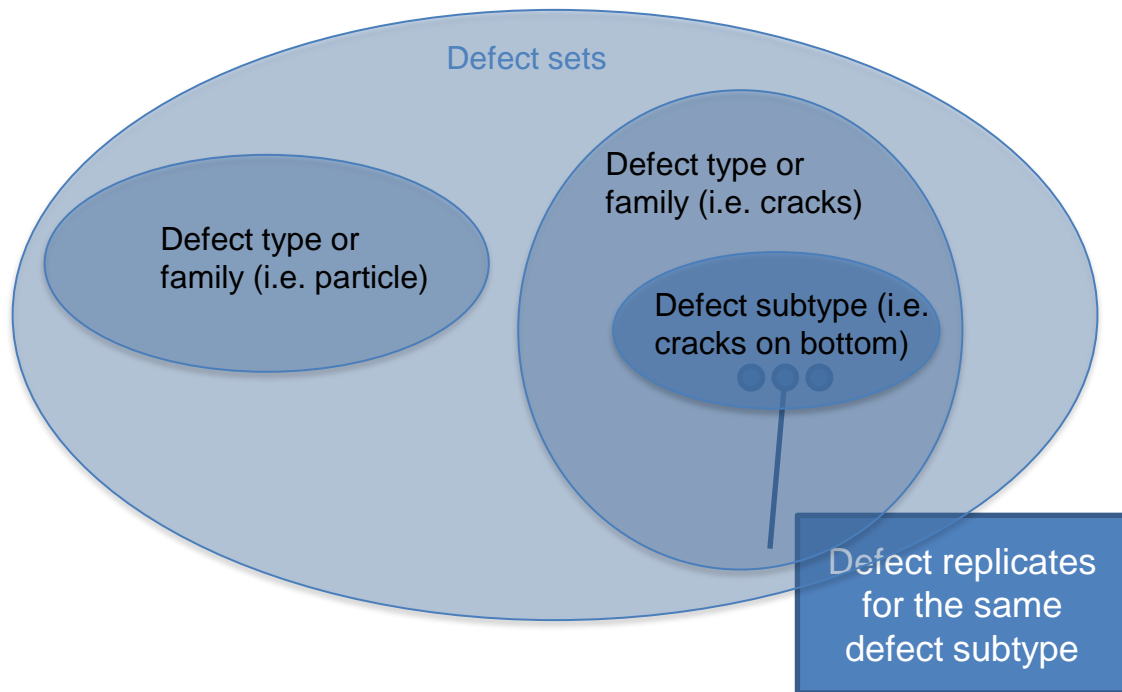 Defect sets
Defect type or
family (i.e. particle)
Defect type or
family (i.e. cracks)
Defect subtype (i.e.
cracks on bottom)
Defect replicates
for the same
defect subtype